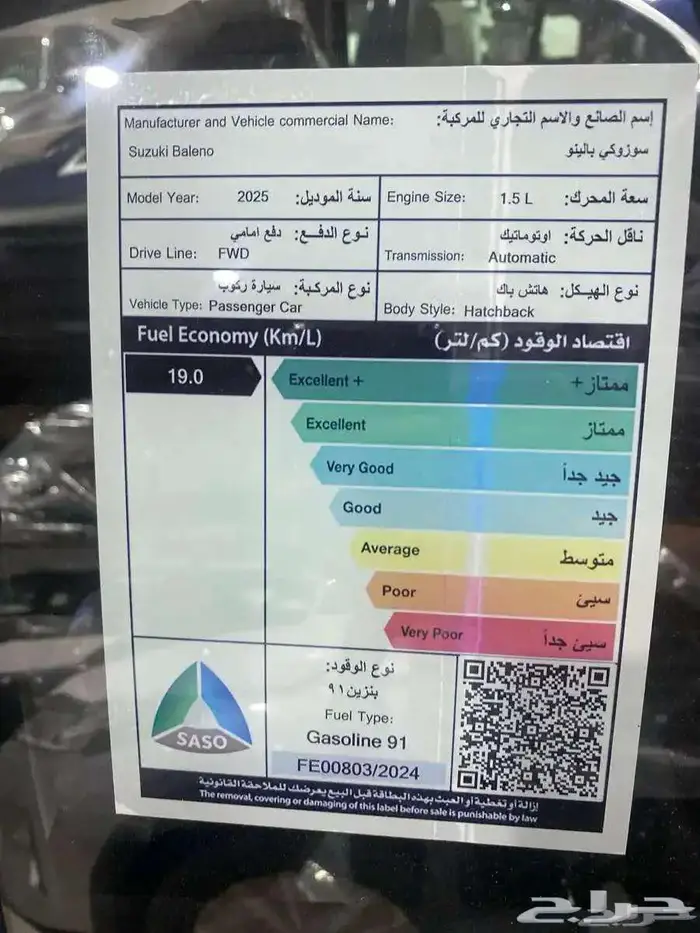 Manufacturer and Vehicle commercial Name: إسم الصانع والاسم التجاري للمركبة:
Suzuki Baleno سوزوكي بالينو
Model Year: 2025 سنة الموديل:
Engine Size: 1.5 L سعة المحرك:
نوع الدفع: دفع امامي
Drive Line: FWD
ناقل الحركة: اوتوماتيك
Transmission: Automatic
نوع المركبة: سيارة ركوب
Vehicle Type: Passenger Car
نوع الهيكل: هاتش باك
Body Style: Hatchback
Fuel Economy (Km/L) اقتصاد الوقود (كم/لتر)
19.0
Excellent + ممتاز +
Excellent ممتاز
Very Good جيد جداً
Good جيد
Average متوسط
Poor سيئ
Very Poor سيئ جداً
SASO
نوع الوقود:
بنزين ٩١
Fuel Type:
Gasoline 91
FE00803/2024
إزالة او تغطية او العبث بهذه البطاقة قبل البيع يعرضك للملاحقة القانونية
The removal, covering or damaging of this label before sale is punishable by law
حراج